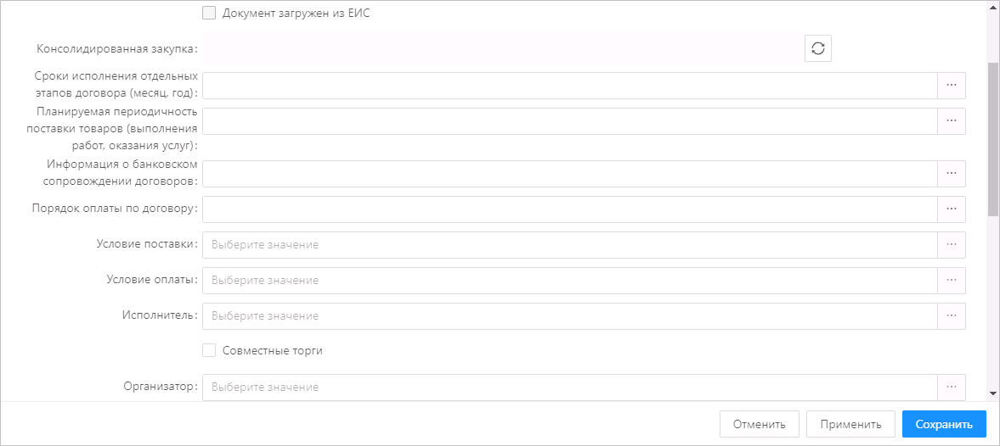 Документ загружен из ЕИС
Консолидированная закупка:
Сроки исполнения отдельных
этапов договора (месяц, год):
...
Планируемая периодичность
поставки товаров (выполнения
работ, оказания услуг):
...
Информация о банковском
сопровождении договоров:
...
Порядок оплаты по договору:
...
Условие поставки: Выберите значение ...
Условие оплаты: Выберите значение ...
Исполнитель: Выберите значение ...
Совместные торги
Организатор: Выберите значение ...
Отменить Применить Сохранить